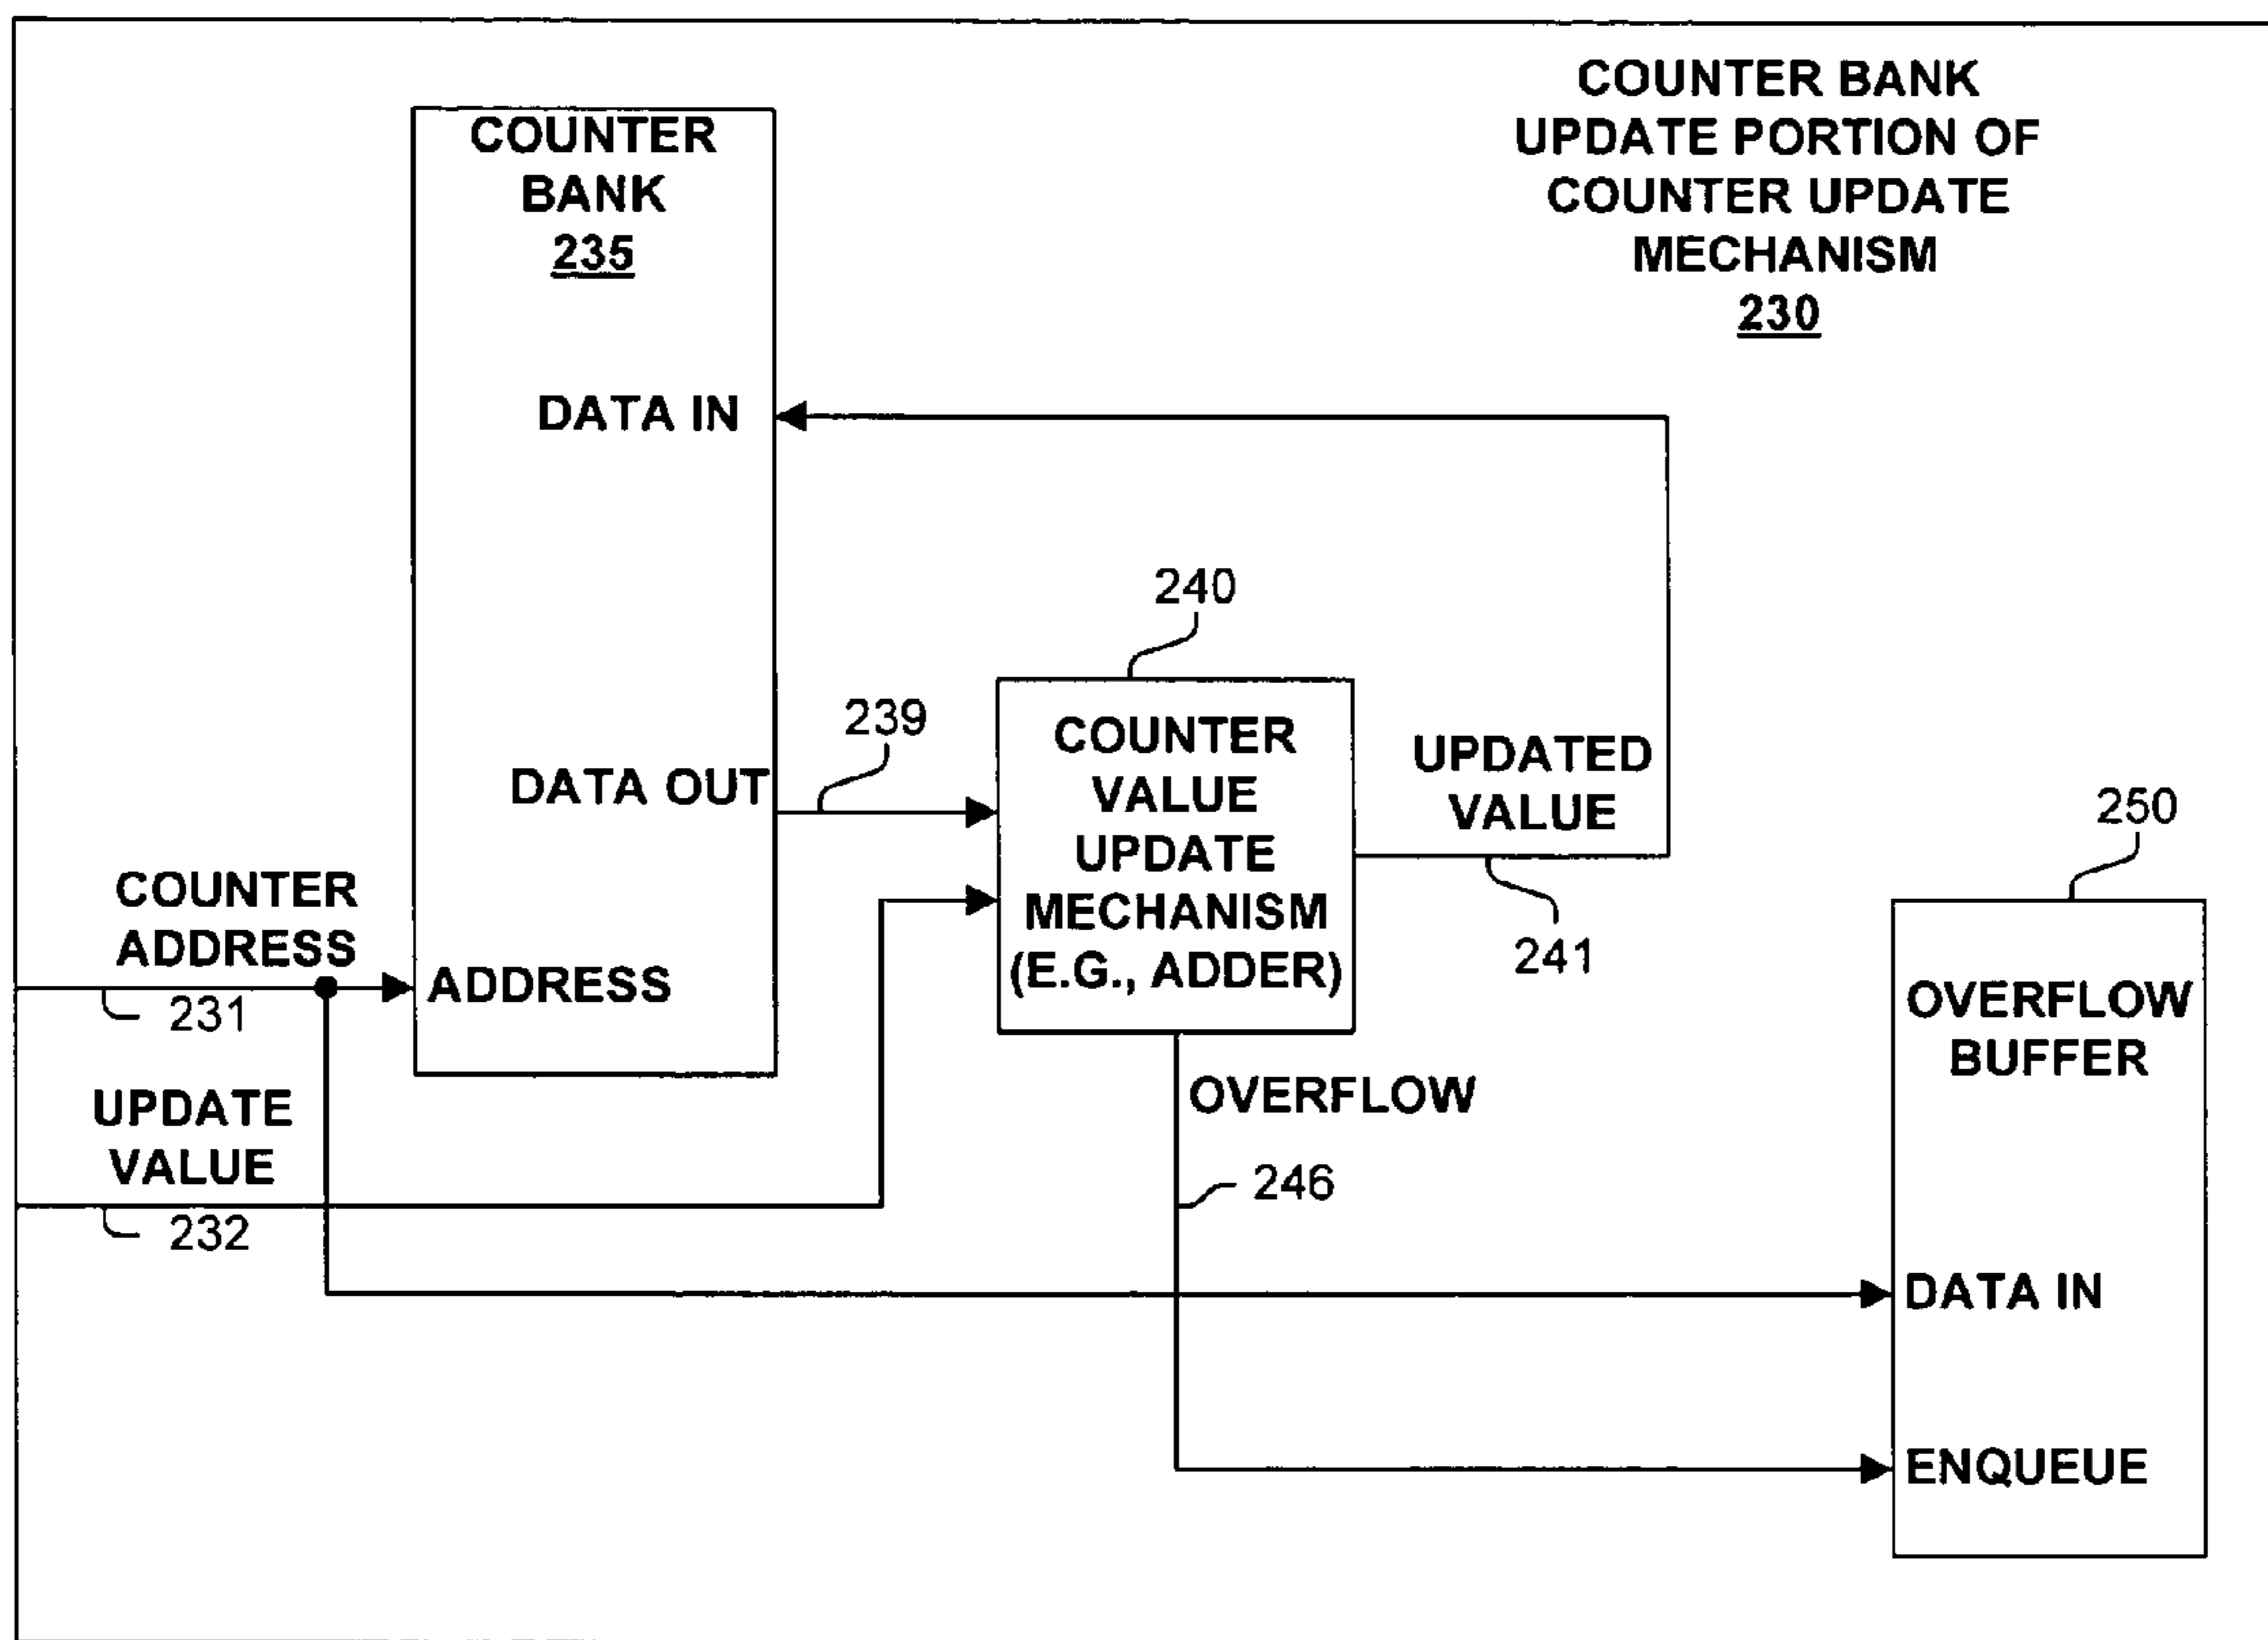 COUNTER BANK
UPDATE PORTION OF
COUNTER UPDATE
MECHANISM
230
COUNTER
BANK
235
DATA IN
DATA OUT
ADDRESS
239
240
COUNTER
VALUE
UPDATE
MECHANISM
(E.G., ADDER)
UPDATED
VALUE
241
COUNTER
ADDRESS
231
UPDATE
VALUE
232
OVERFLOW
246
250
OVERFLOW
BUFFER
DATA IN
ENQUEUE